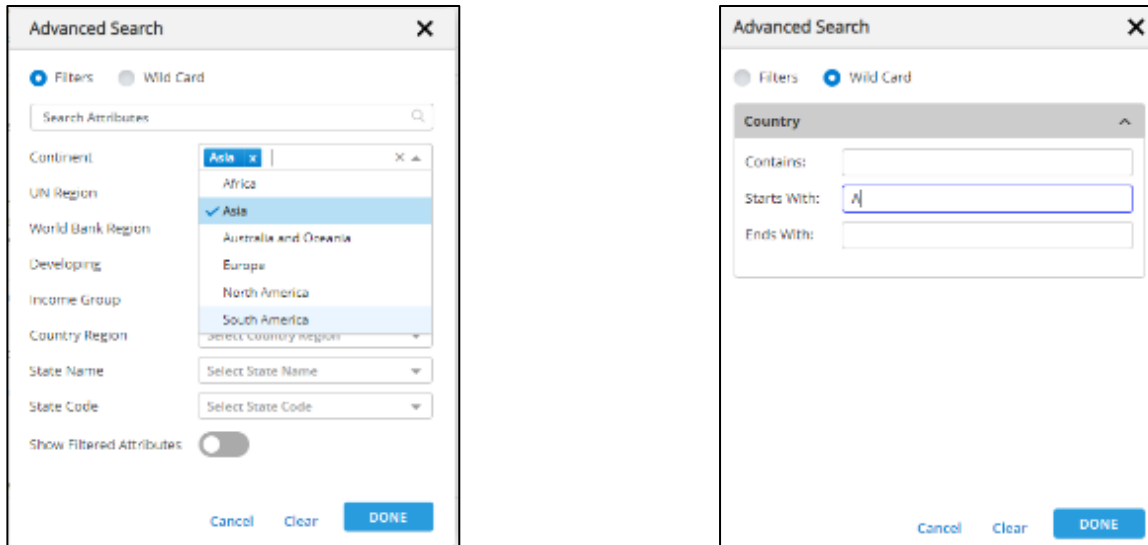 Advanced Search
Filters Wild Card
Search Attributes
Continent Asia x
Africa
UN Region
Asia
World Bank Region
Australia and Oceania
Developing
Europe
Income Group
North America
South America
Country Region Select Country Region
State Name Select State Name
State Code Select State Code
Show Filtered Attributes
Cancel Clear DONE
Advanced Search
Filters Wild Card
Country
Contains:
Starts With: A
Ends With:
Cancel Clear DONE